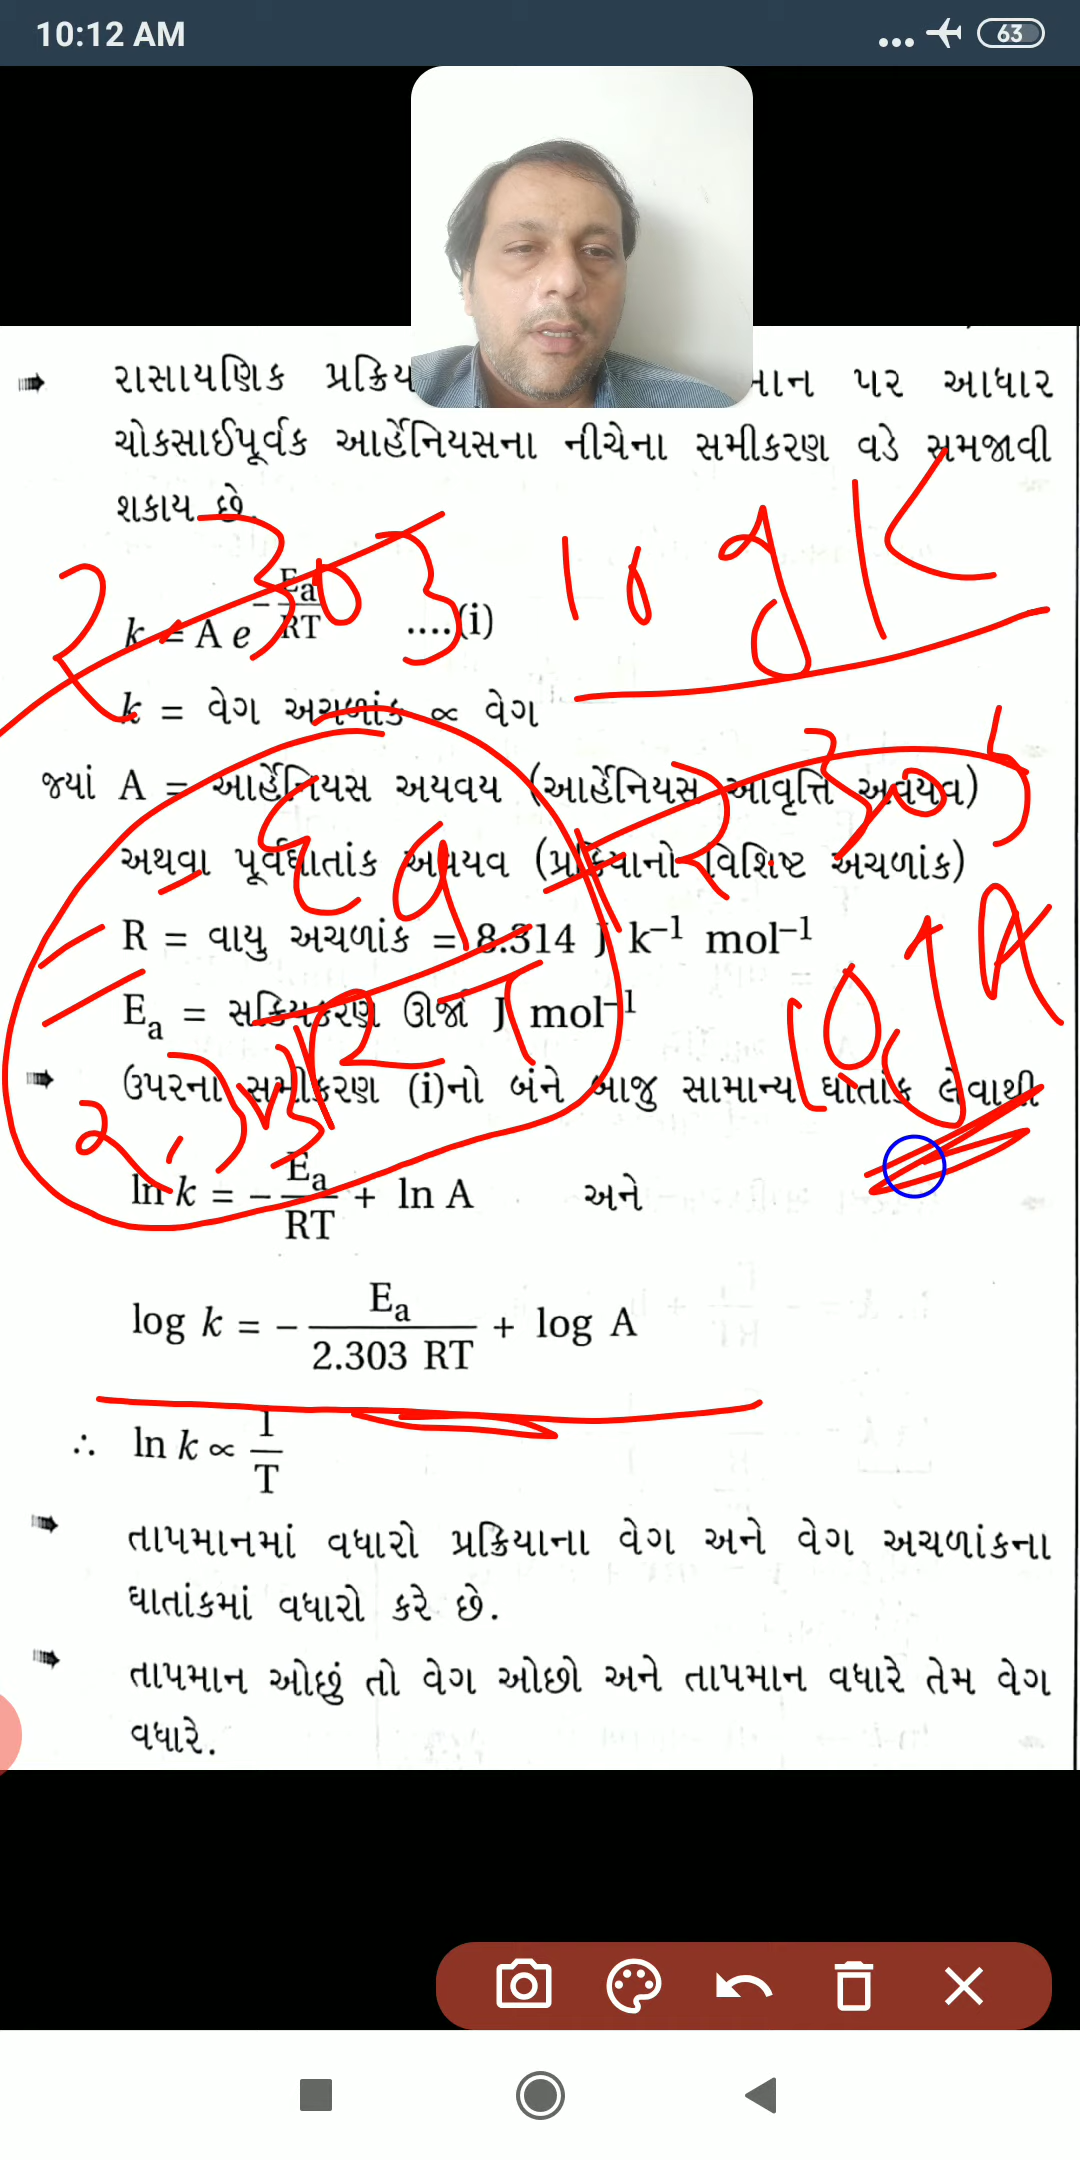 10:12 AM
63
રાસાયણિક પ્રક્રિય માન પર આધાર
ચોકસાઈપૂર્વક આર્હેનિયસના નીચેના સમીકરણ વડે સમજાવી
શકાય છે.
2 303 log K
k = A e^{-Ea/RT} ....(i)
k = વેગ અચળાંક ∝ વેગ
જ્યાં A = આર્હેનિયસ અયવય (આર્હેનિયસ આવૃત્તિ અવયવ)
અથવા પૂર્વઘાતાંક અવયવ (પ્રક્રિયાનો વિશિષ્ટ અચળાંક)
R = વાયુ અચળાંક = 8.314 J k⁻¹ mol⁻¹
Ea = સક્રિયકરણ ઊર્જા J mol⁻¹
ઉપરના સમીકરણ (i)નો બંને બાજુ સામાન્ય ઘાતાંક લેવાથી
ln k = - Ea/RT + ln A અને
log k = - Ea/2.303 RT + log A
∴ ln k ∝ 1/T
તાપમાનમાં વધારો પ્રક્રિયાના વેગ અને વેગ અચળાંકના
ઘાતાંકમાં વધારો કરે છે.
તાપમાન ઓછું તો વેગ ઓછો અને તાપમાન વધારે તેમ વેગ
વધારે.